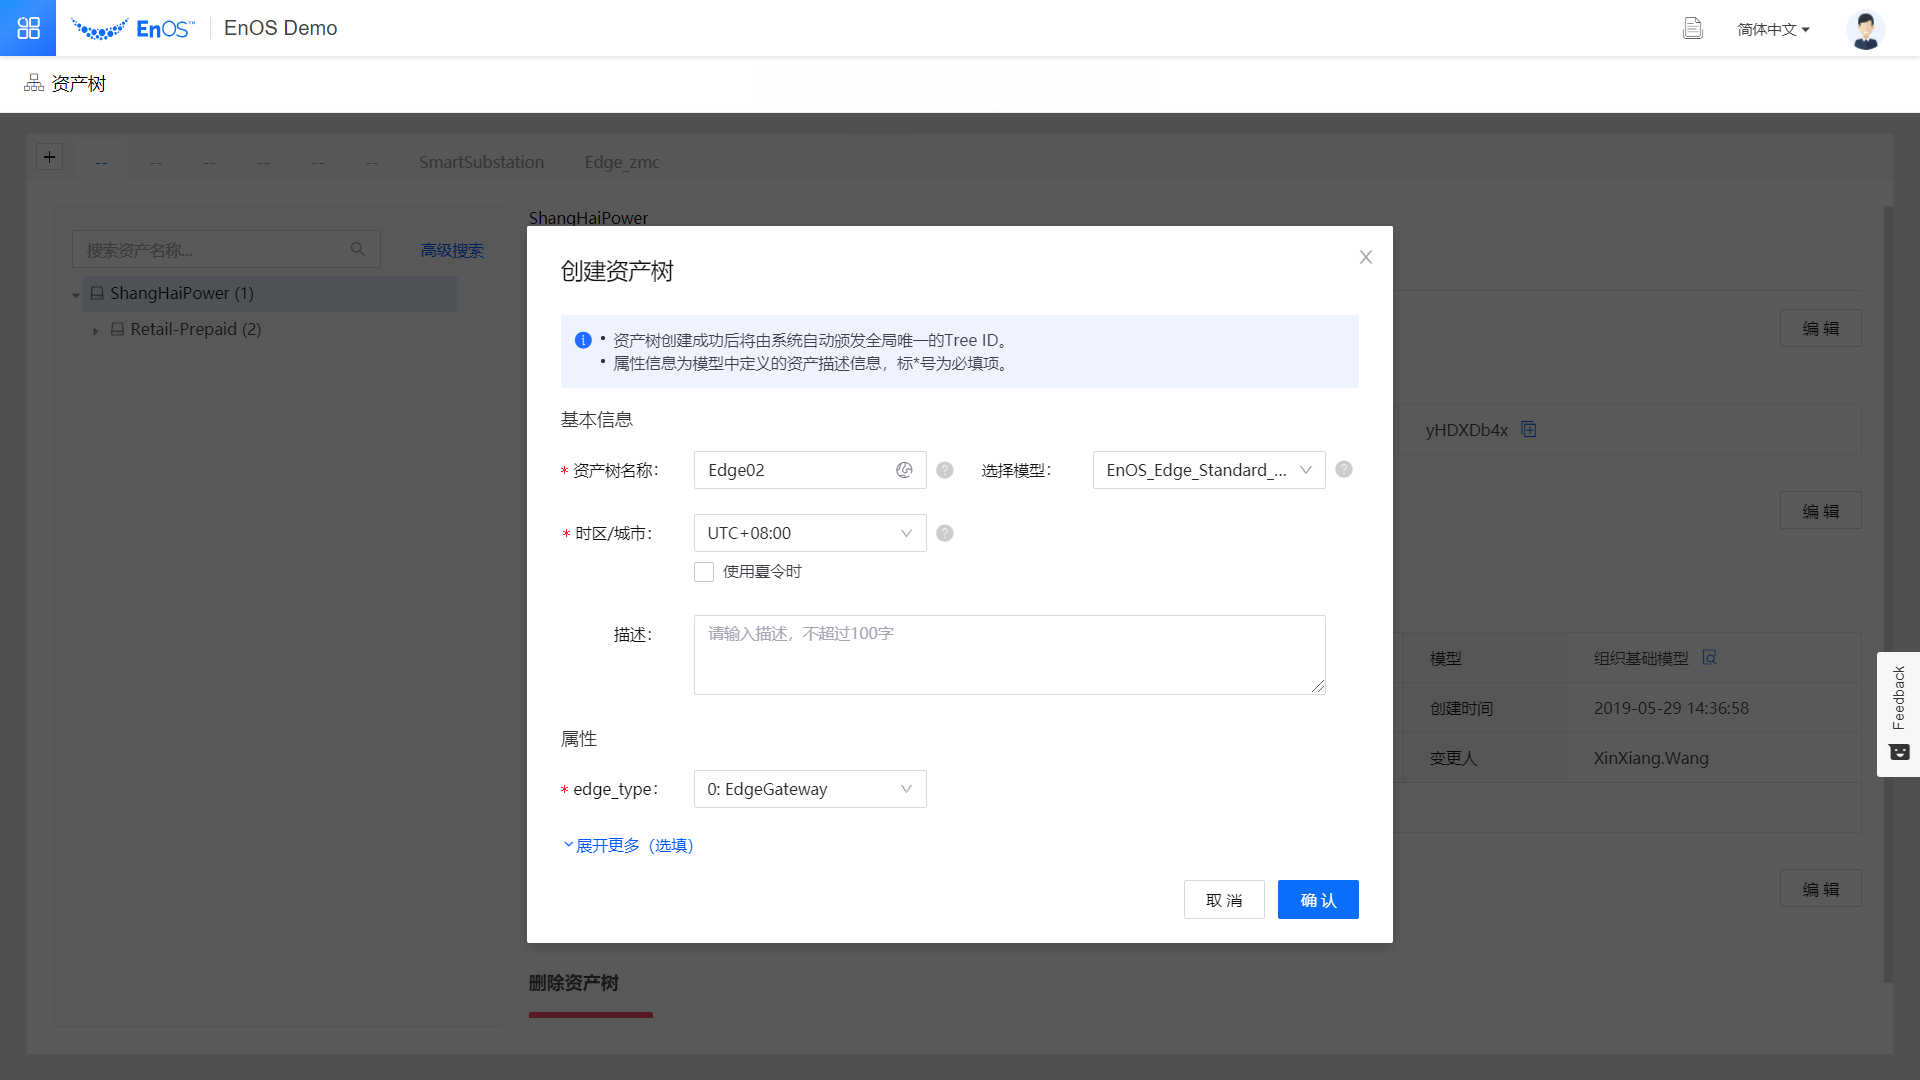 EnOS™ EnOS Demo 简体中文
资产树
+ -- -- -- -- -- -- SmartSubstation Edge_zmc
ShangHaiPower
搜索资产名称... 高级搜索
ShangHaiPower (1)
Retail-Prepaid (2)
创建资产树
• 资产树创建成功后将由系统自动颁发全局唯一的Tree ID。
• 属性信息为模型中定义的资产描述信息，标*号为必填项。
编 辑
基本信息
yHDXDb4x
* 资产树名称： Edge02 选择模型： EnOS_Edge_Standard_...
编 辑
* 时区/城市： UTC+08:00
使用夏令时
描述： 请输入描述，不超过100字
模型 组织基础模型
创建时间 2019-05-29 14:36:58
Feedback
属性
变更人 XinXiang.Wang
* edge_type： 0: EdgeGateway
展开更多（选填）
编 辑
取 消 确 认
删除资产树